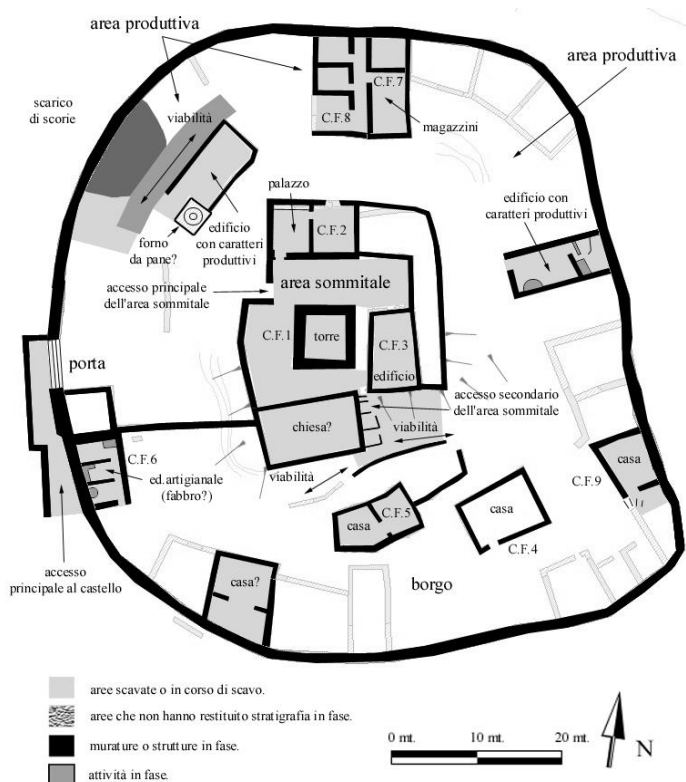 area produttiva
area produttiva
scarico
di scorie
viabilità
C.F.7
C.F.8
magazzini
palazzo
edificio con
caratteri produttivi
C.F.2
forno
da pane?
edificio
con caratteri
produttivi
area sommitale
accesso principale
dell'area sommitale
C.F.1
torre
C.F.3
edificio
porta
accesso secondario
dell'area sommitale
chiesa?
viabilità
C.F.6
ed.artigianale
(fabbro?)
viabilità
casa
C.F.9
casa
C.F.5
casa
C.F.4
accesso
principale al castello
casa?
borgo
aree scavate o in corso di scavo.
aree che non hanno restituito stratigrafia in fase.
murature o strutture in fase.
attività in fase.
0 mt.
10 mt.
20 mt.
N